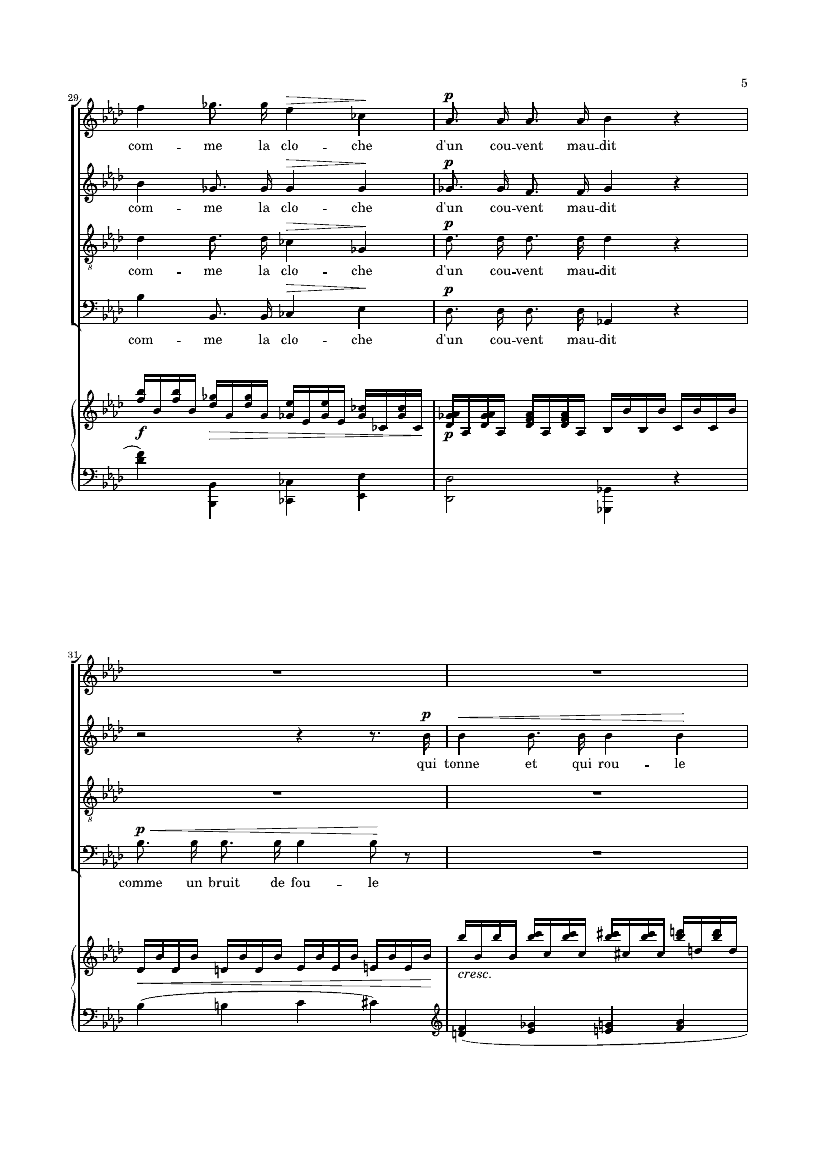 5
29
p
com - me la clo - che d'un cou-vent mau-dit
p
com - me la clo - che d'un cou-vent mau-dit
p
8
com - me la clo - che d'un cou-vent mau-dit
p
com - me la clo - che d'un cou-vent mau-dit
f p
31
p
qui tonne et qui rou - le
8
p
comme un bruit de fou - le
cresc.